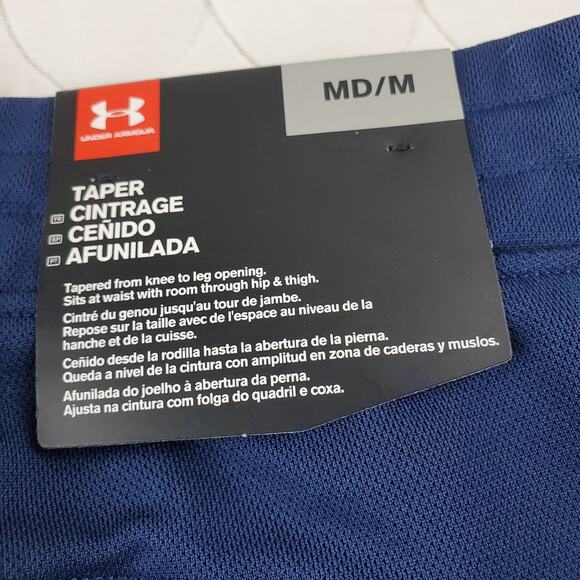 UNDER ARMOUR
MD/M
TAPER
FR CINTRAGE
SP CEÑIDO
PT AFUNILADA
Tapered from knee to leg opening.
Sits at waist with room through hip & thigh.
Cintré du genou jusqu'au tour de jambe.
Repose sur la taille avec de l'espace au niveau de la
hanche et de la cuisse.
Ceñido desde la rodilla hasta la abertura de la pierna.
Queda a nivel de la cintura con amplitud en zona de caderas y muslos.
Afunilada do joelho à abertura da perna.
Ajusta na cintura com folga do quadril e coxa.